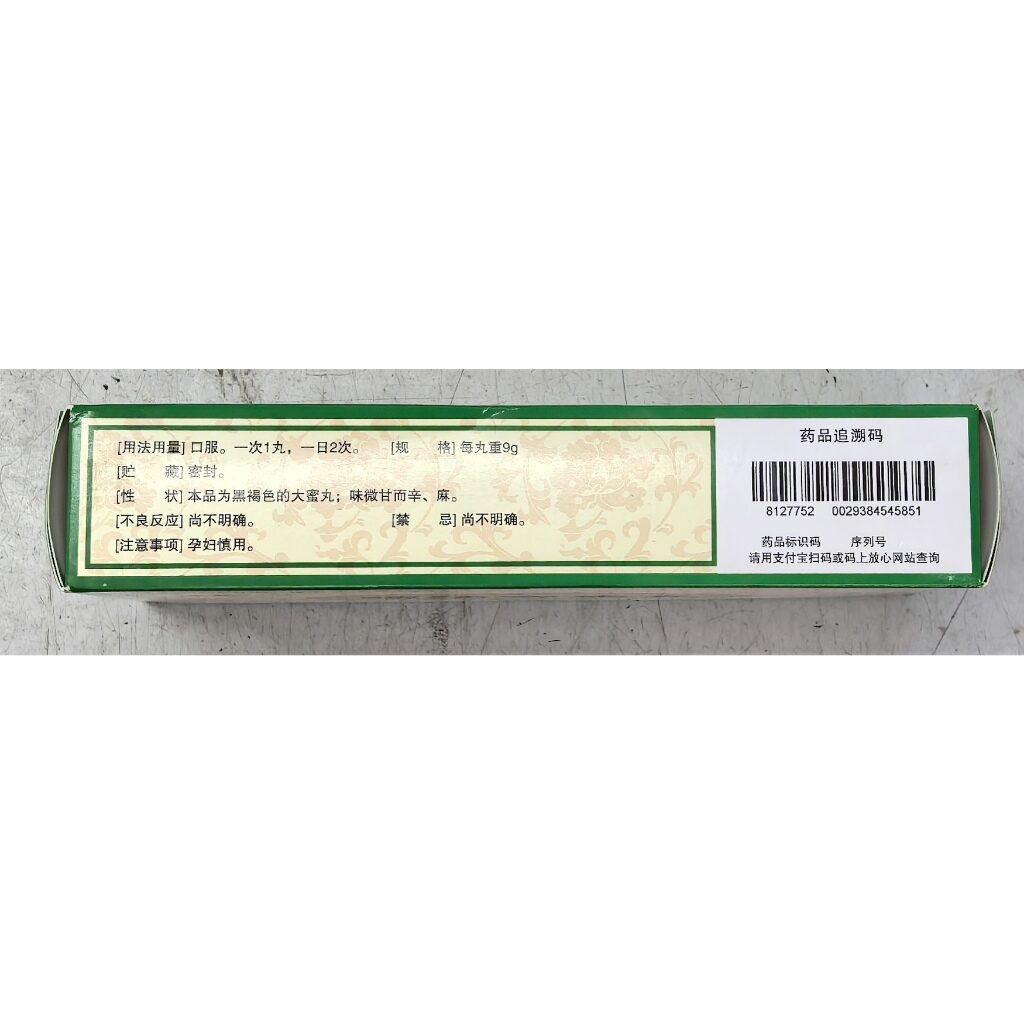 [用法用量] 口服。一次1丸，一日2次。 [规 格] 每丸重9g
[贮 藏] 密封。
[性 状] 本品为黑褐色的大蜜丸；味微甘而辛、麻。
[不良反应] 尚不明确。 [禁 忌] 尚不明确。
[注意事项] 孕妇慎用。
药品追溯码
8127752 0029384545851
药品标识码 序列号
请用支付宝扫码或码上放心网站查询